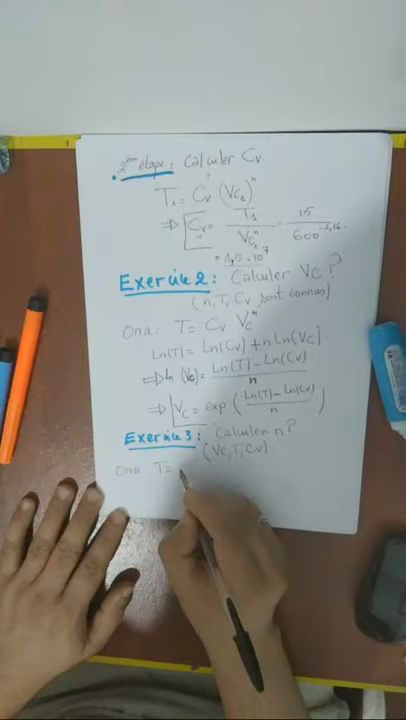 2ème étape: Calculer Cv
?
T1 = Cv (Vc1)^n
=> Cv = T1 / Vc1^n = 15 / 600^-2,16
= 1,5 . 10^7
Exercice 2: Calculer Vc?
(n, T, Cv sont connus)
Ona: T = Cv Vc^n
Ln(T) = Ln(Cv) + n Ln(Vc).
=> Ln (Vc) = Ln(T) - Ln(Cv) / n
=> Vc = exp ( Ln(T) - Ln(Cv) / n )
Exercice 3: Calculer n?
(Vc, T, Cv)
Ona T =